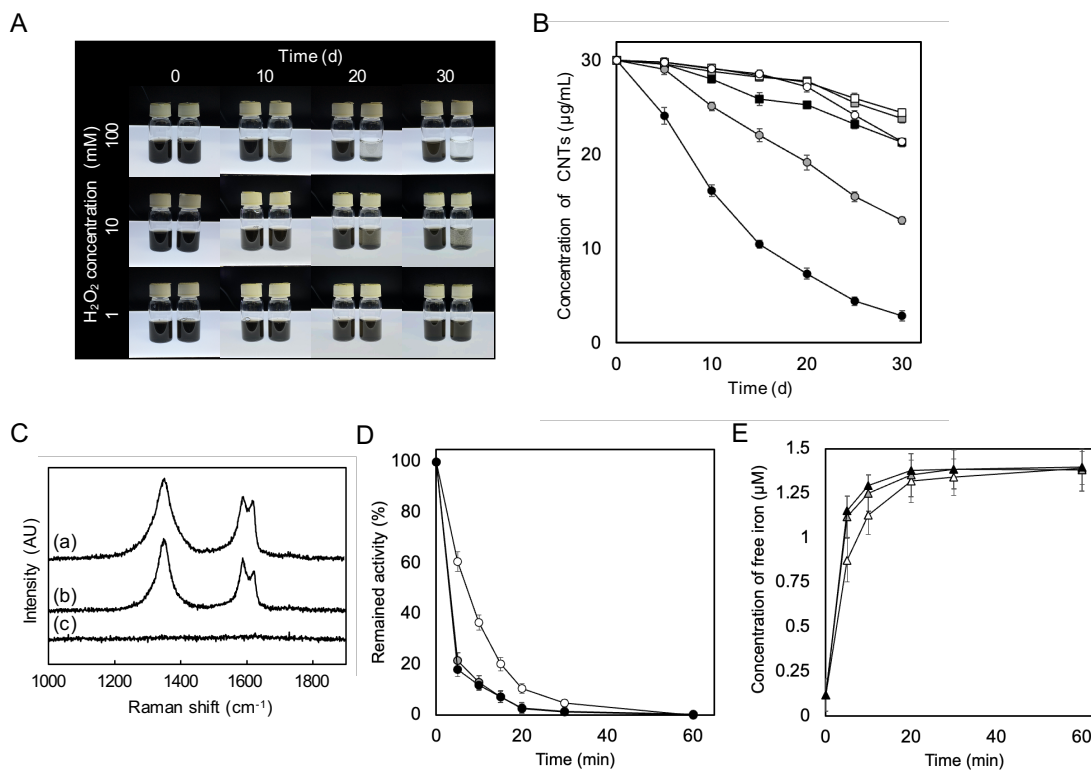 A
Time (d)
0 10 20 30
H₂O₂ concentration (mM)
100
10
1
B
Concentration of CNTs (µg/mL)
30
20
10
0
0 10 20 30
Time (d)
C
Intensity (AU)
(a)
(b)
(c)
1000 1200 1400 1600 1800
Raman shift (cm⁻¹)
D
Remained activity (%)
100
80
60
40
20
0
0 20 40 60
Time (min)
E
Concentration of free iron (µM)
1.5
1.25
1
0.75
0.5
0.25
0
0 20 40 60
Time (min)